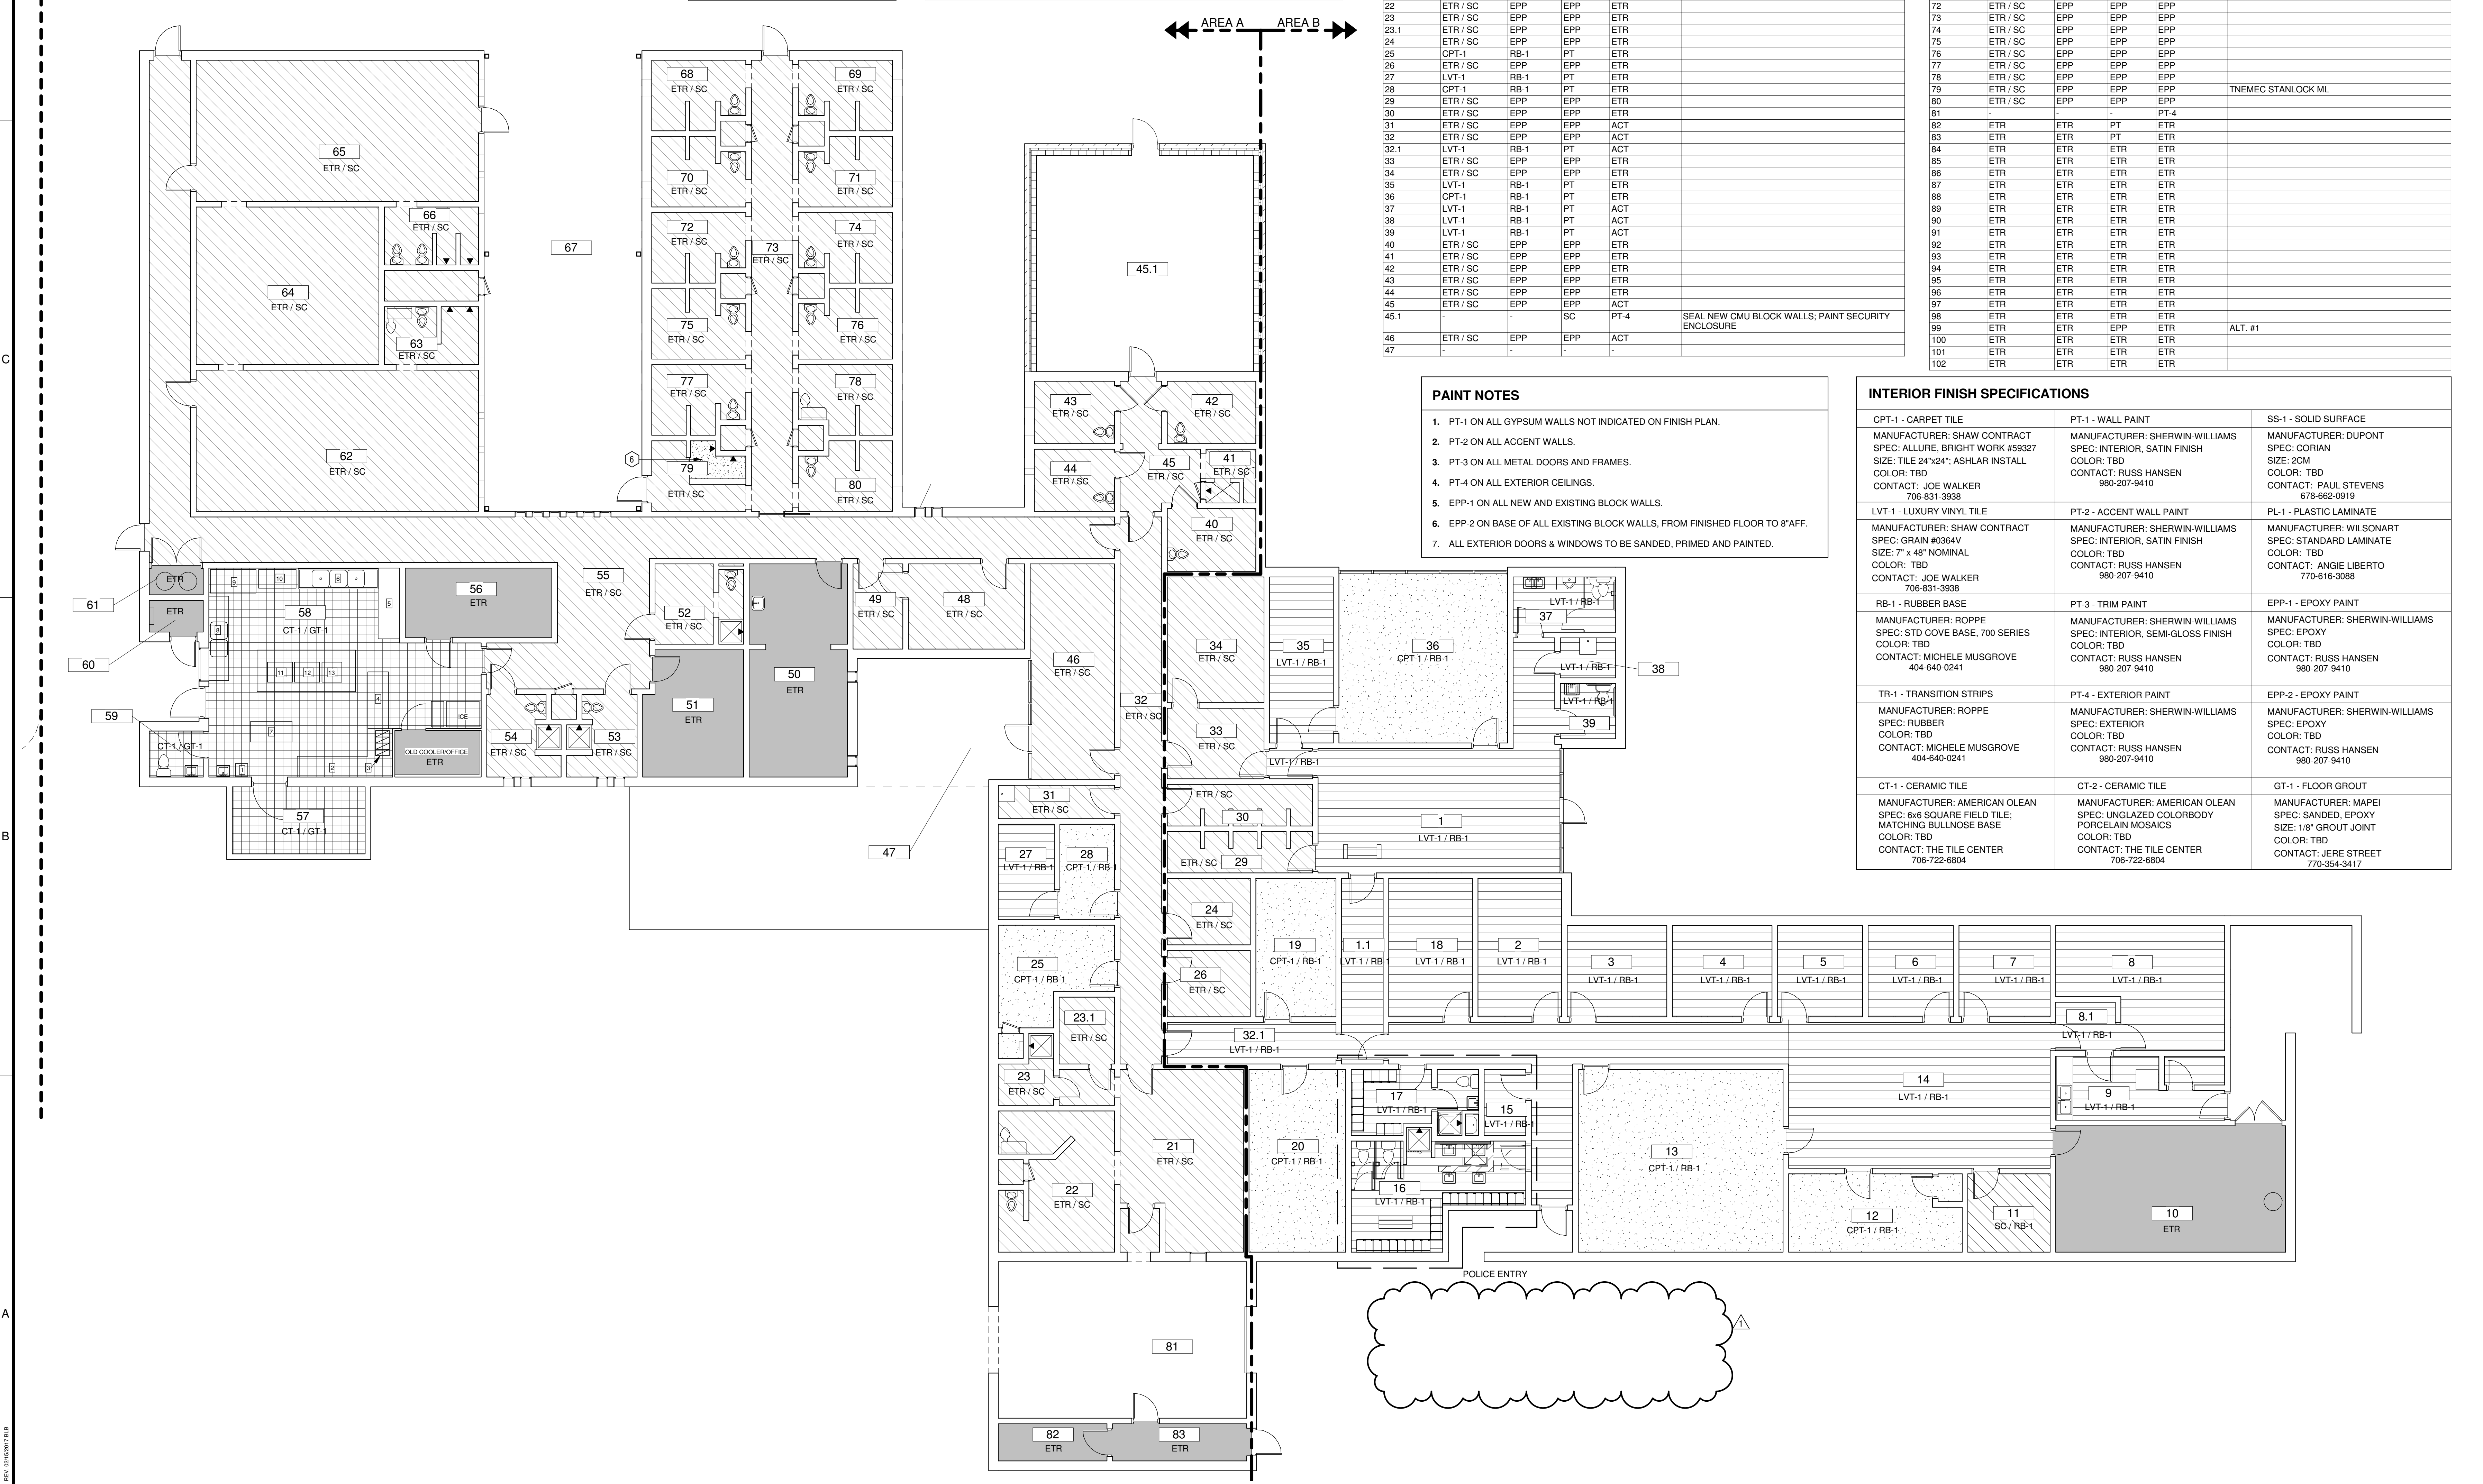 AREA A
AREA B
22 ETR / SC EPP EPP ETR
23 ETR / SC EPP EPP ETR
23.1 ETR / SC EPP EPP ETR
24 ETR / SC EPP EPP ETR
25 CPT-1 RB-1 PT ETR
26 ETR / SC EPP EPP ETR
27 LVT-1 RB-1 PT ETR
28 CPT-1 RB-1 PT ETR
29 ETR / SC EPP EPP ETR
30 ETR / SC EPP EPP ETR
31 ETR / SC EPP EPP ACT
32 ETR / SC EPP EPP ACT
32.1 LVT-1 RB-1 PT ACT
33 ETR / SC EPP EPP ETR
34 ETR / SC EPP EPP ETR
35 LVT-1 RB-1 PT ETR
36 CPT-1 RB-1 PT ETR
37 LVT-1 RB-1 PT ACT
38 LVT-1 RB-1 PT ACT
39 LVT-1 RB-1 PT ACT
40 ETR / SC EPP EPP ETR
41 ETR / SC EPP EPP ETR
42 ETR / SC EPP EPP ETR
43 ETR / SC EPP EPP ETR
44 ETR / SC EPP EPP ETR
45 ETR / SC EPP EPP ACT
45.1 - - SC PT-4 SEAL NEW CMU BLOCK WALLS; PAINT SECURITY
ENCLOSURE
46 ETR / SC EPP EPP ACT
47 - - - -
72 ETR / SC EPP EPP EPP
73 ETR / SC EPP EPP EPP
74 ETR / SC EPP EPP EPP
75 ETR / SC EPP EPP EPP
76 ETR / SC EPP EPP EPP
77 ETR / SC EPP EPP EPP
78 ETR / SC EPP EPP EPP
79 ETR / SC EPP EPP EPP TNEMEC STANLOCK ML
80 ETR / SC EPP EPP EPP
81 - - - PT-4
82 ETR ETR PT ETR
83 ETR ETR PT ETR
84 ETR ETR ETR ETR
85 ETR ETR ETR ETR
86 ETR ETR ETR ETR
87 ETR ETR ETR ETR
88 ETR ETR ETR ETR
89 ETR ETR ETR ETR
90 ETR ETR ETR ETR
91 ETR ETR ETR ETR
92 ETR ETR ETR ETR
93 ETR ETR ETR ETR
94 ETR ETR ETR ETR
95 ETR ETR ETR ETR
96 ETR ETR ETR ETR
97 ETR ETR ETR ETR
98 ETR ETR ETR ETR
99 ETR ETR EPP ETR ALT. #1
100 ETR ETR ETR ETR
101 ETR ETR ETR ETR
102 ETR ETR ETR ETR
PAINT NOTES
1. PT-1 ON ALL GYPSUM WALLS NOT INDICATED ON FINISH PLAN.
2. PT-2 ON ALL ACCENT WALLS.
3. PT-3 ON ALL METAL DOORS AND FRAMES.
4. PT-4 ON ALL EXTERIOR CEILINGS.
5. EPP-1 ON ALL NEW AND EXISTING BLOCK WALLS.
6. EPP-2 ON BASE OF ALL EXISTING BLOCK WALLS, FROM FINISHED FLOOR TO 8"AFF.
7. ALL EXTERIOR DOORS & WINDOWS TO BE SANDED, PRIMED AND PAINTED.
INTERIOR FINISH SPECIFICATIONS
CPT-1 - CARPET TILE
MANUFACTURER: SHAW CONTRACT
SPEC: ALLURE, BRIGHT WORK #59327
SIZE: TILE 24"x24"; ASHLAR INSTALL
COLOR: TBD
CONTACT: JOE WALKER
706-831-3938
PT-1 - WALL PAINT
MANUFACTURER: SHERWIN-WILLIAMS
SPEC: INTERIOR, SATIN FINISH
COLOR: TBD
CONTACT: RUSS HANSEN
980-207-9410
SS-1 - SOLID SURFACE
MANUFACTURER: DUPONT
SPEC: CORIAN
SIZE: 2CM
COLOR: TBD
CONTACT: PAUL STEVENS
678-662-0919
LVT-1 - LUXURY VINYL TILE
MANUFACTURER: SHAW CONTRACT
SPEC: GRAIN #0364V
SIZE: 7" x 48" NOMINAL
COLOR: TBD
CONTACT: JOE WALKER
706-831-3938
PT-2 - ACCENT WALL PAINT
MANUFACTURER: SHERWIN-WILLIAMS
SPEC: INTERIOR, SATIN FINISH
COLOR: TBD
CONTACT: RUSS HANSEN
980-207-9410
PL-1 - PLASTIC LAMINATE
MANUFACTURER: WILSONART
SPEC: STANDARD LAMINATE
COLOR: TBD
CONTACT: ANGIE LIBERTO
770-616-3088
RB-1 - RUBBER BASE
MANUFACTURER: ROPPE
SPEC: STD COVE BASE, 700 SERIES
COLOR: TBD
CONTACT: MICHELE MUSGROVE
404-640-0241
PT-3 - TRIM PAINT
MANUFACTURER: SHERWIN-WILLIAMS
SPEC: INTERIOR, SEMI-GLOSS FINISH
COLOR: TBD
CONTACT: RUSS HANSEN
980-207-9410
EPP-1 - EPOXY PAINT
MANUFACTURER: SHERWIN-WILLIAMS
SPEC: EPOXY
COLOR: TBD
CONTACT: RUSS HANSEN
980-207-9410
TR-1 - TRANSITION STRIPS
MANUFACTURER: ROPPE
SPEC: RUBBER
COLOR: TBD
CONTACT: MICHELE MUSGROVE
404-640-0241
PT-4 - EXTERIOR PAINT
MANUFACTURER: SHERWIN-WILLIAMS
SPEC: EXTERIOR
COLOR: TBD
CONTACT: RUSS HANSEN
980-207-9410
EPP-2 - EPOXY PAINT
MANUFACTURER: SHERWIN-WILLIAMS
SPEC: EPOXY
COLOR: TBD
CONTACT: RUSS HANSEN
980-207-9410
CT-1 - CERAMIC TILE
MANUFACTURER: AMERICAN OLEAN
SPEC: 6x6 SQUARE FIELD TILE;
MATCHING BULLNOSE BASE
COLOR: TBD
CONTACT: THE TILE CENTER
706-722-6804
CT-2 - CERAMIC TILE
MANUFACTURER: AMERICAN OLEAN
SPEC: UNGLAZED COLORBODY
PORCELAIN MOSAICS
COLOR: TBD
CONTACT: THE TILE CENTER
706-722-6804
GT-1 - FLOOR GROUT
MANUFACTURER: MAPEI
SPEC: SANDED, EPOXY
SIZE: 1/8" GROUT JOINT
COLOR: TBD
CONTACT: JERE STREET
770-354-3417
65
ETR / SC
66
ETR / SC
64
ETR / SC
63
ETR / SC
62
ETR / SC
67
68
ETR / SC
69
ETR / SC
70
ETR / SC
71
ETR / SC
72
ETR / SC
73
ETR / SC
74
ETR / SC
75
ETR / SC
76
ETR / SC
77
ETR / SC
78
ETR / SC
6
79
ETR / SC
80
ETR / SC
45.1
43
ETR / SC
42
ETR / SC
44
ETR / SC
45
ETR / SC
41
ETR / SC
40
ETR / SC
ETR
61
ETR
60
59
CT-1 / GT-1
9
10
6
5
58
CT-1 / GT-1
8
11
12
13
4
7
1
2
3
ICE
OLD COOLER/OFFICE
ETR
57
CT-1 / GT-1
56
ETR
55
ETR / SC
54
ETR / SC
53
ETR / SC
52
ETR / SC
51
ETR
50
ETR
49
ETR / SC
48
ETR / SC
46
ETR / SC
47
32
ETR / SC
34
ETR / SC
33
ETR / SC
35
LVT-1 / RB-1
36
CPT-1 / RB-1
LVT-1 / RB-1
37
LVT-1 / RB-1
38
LVT-1 / RB-1
39
LVT-1 / RB-1
31
ETR / SC
ETR / SC
30
ETR / SC 29
1
LVT-1 / RB-1
27
LVT-1 / RB-1
28
CPT-1 / RB-1
25
CPT-1 / RB-1
24
ETR / SC
26
ETR / SC
19
CPT-1 / RB-1
1.1
LVT-1 / RB-1
18
LVT-1 / RB-1
2
LVT-1 / RB-1
3
LVT-1 / RB-1
4
LVT-1 / RB-1
5
LVT-1 / RB-1
6
LVT-1 / RB-1
7
LVT-1 / RB-1
8
LVT-1 / RB-1
8.1
LVT-1 / RB-1
23.1
ETR / SC
23
ETR / SC
32.1
LVT-1 / RB-1
22
ETR / SC
21
ETR / SC
20
CPT-1 / RB-1
17
LVT-1 / RB-1
15
LVT-1 / RB-1
16
LVT-1 / RB-1
13
CPT-1 / RB-1
14
LVT-1 / RB-1
9
LVT-1 / RB-1
12
CPT-1 / RB-1
11
SC / RB-1
10
ETR
POLICE ENTRY
1
81
82
ETR
83
ETR
C
B
A
REV. 02/15/2017 BLB